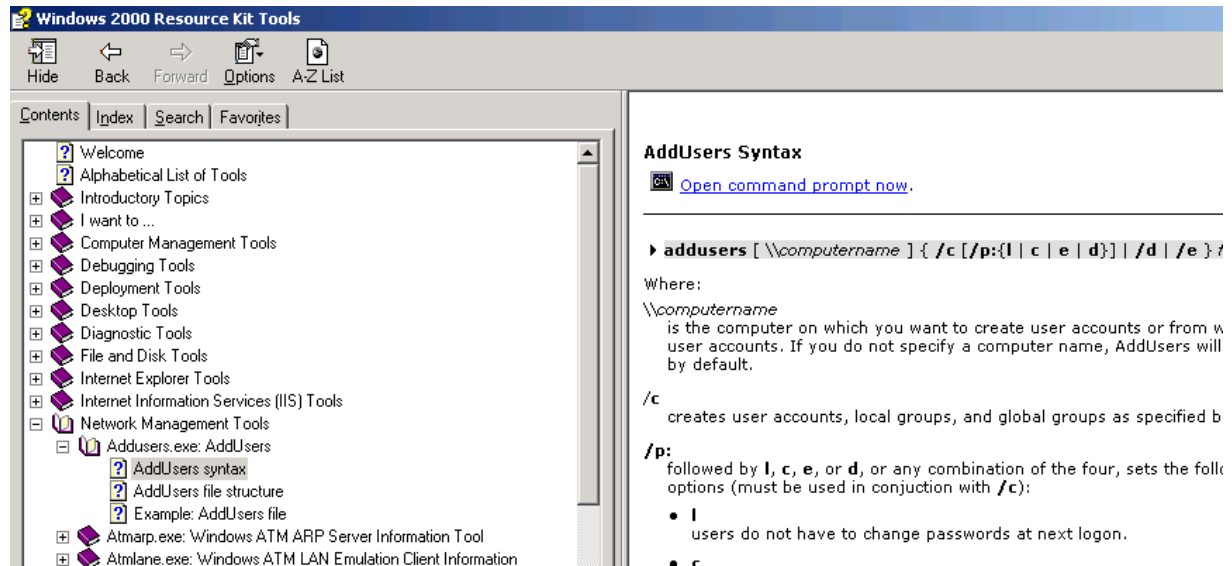 Windows 2000 Resource Kit Tools
Hide Back Forward Options A-Z List
Contents Index Search Favorites
Welcome
Alphabetical List of Tools
Introductory Topics
I want to ...
Computer Management Tools
Debugging Tools
Deployment Tools
Desktop Tools
Diagnostic Tools
File and Disk Tools
Internet Explorer Tools
Internet Information Services (IIS) Tools
Network Management Tools
Addusers.exe: AddUsers
AddUsers syntax
AddUsers file structure
Example: AddUsers file
Atmarp.exe: Windows ATM ARP Server Information Tool
Atmlane.exe: Windows ATM LAN Emulation Client Information
AddUsers Syntax
Open command prompt now.
addusers [ \\computername ] { /c [/p:{l | c | e | d}] | /d | /e }
Where:
\\computername
is the computer on which you want to create user accounts or from
user accounts. If you do not specify a computer name, AddUsers will
by default.
/c
creates user accounts, local groups, and global groups as specified
/p:
followed by l, c, e, or d, or any combination of the four, sets the
options (must be used in conjuction with /c):
• l
users do not have to change passwords at next logon.
• c